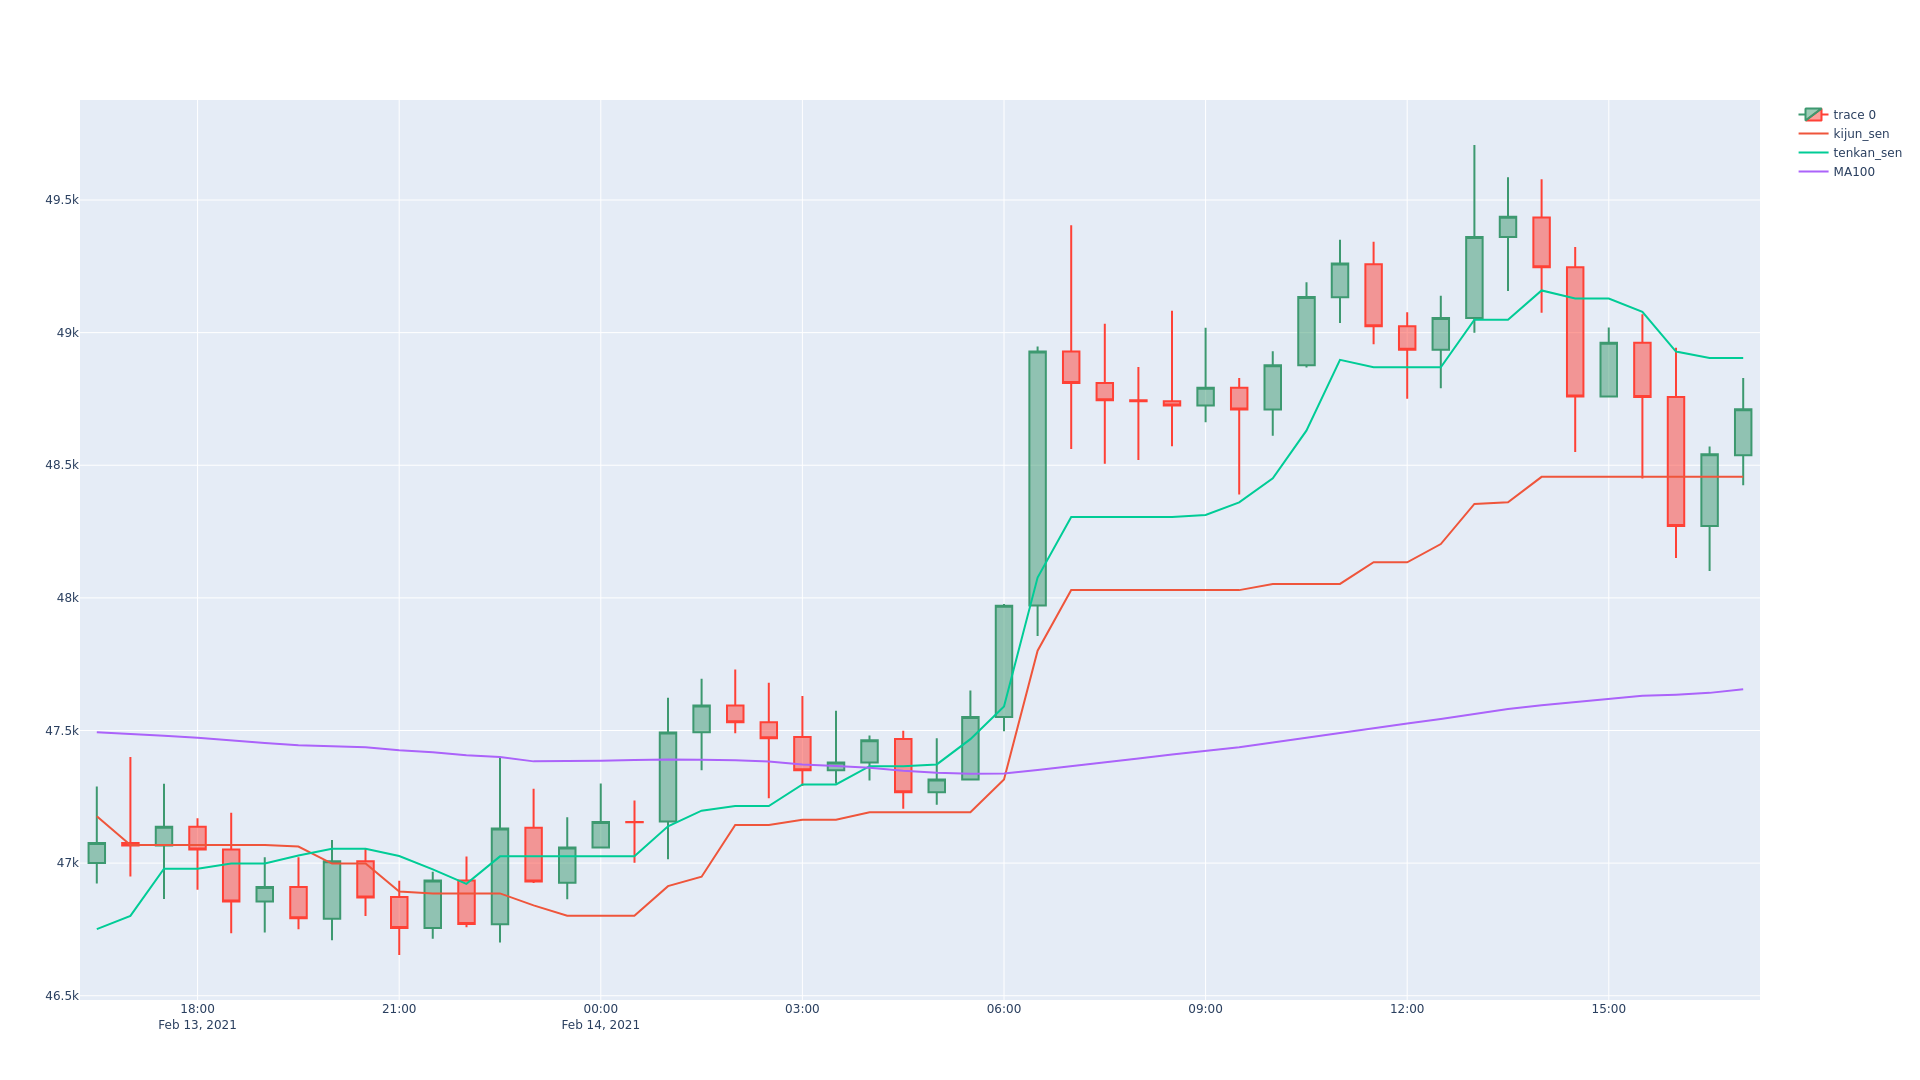 trace 0
kijun_sen
tenkan_sen
MA100
49.5k
49k
48.5k
48k
47.5k
47k
46.5k
18:00 21:00 00:00 03:00 06:00 09:00 12:00 15:00
Feb 13, 2021 Feb 14, 2021